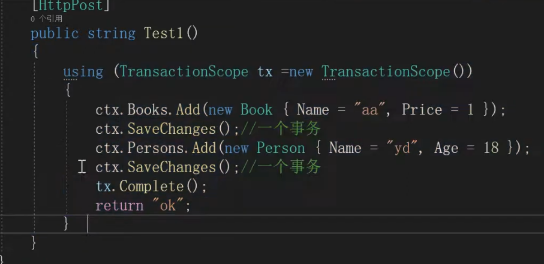 [HttpPost]
6 个引用
public string Test1()
{
using (TransactionScope tx =new TransactionScope())
{
ctx.Books.Add(new Book { Name = "aa", Price = 1 });
ctx.SaveChanges();//一个事务
ctx.Persons.Add(new Person { Name = "yd", Age = 18 });
ctx.SaveChanges();//一个事务
tx.Complete();
return "ok";
}
}
}